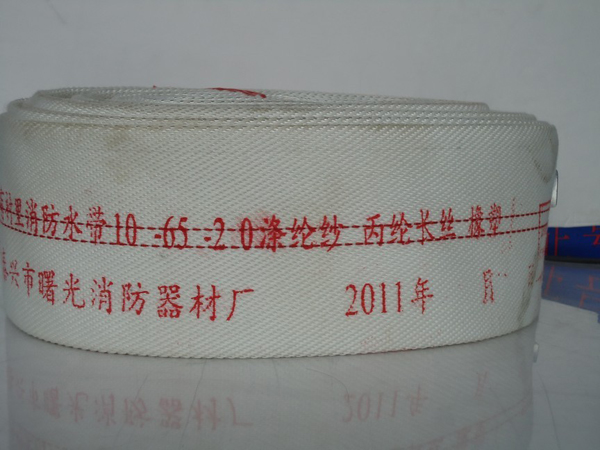 衬里消防水带10-65-20涤纶纱 丙纶长丝 橡塑
泰兴市曙光消防器材厂 2011年